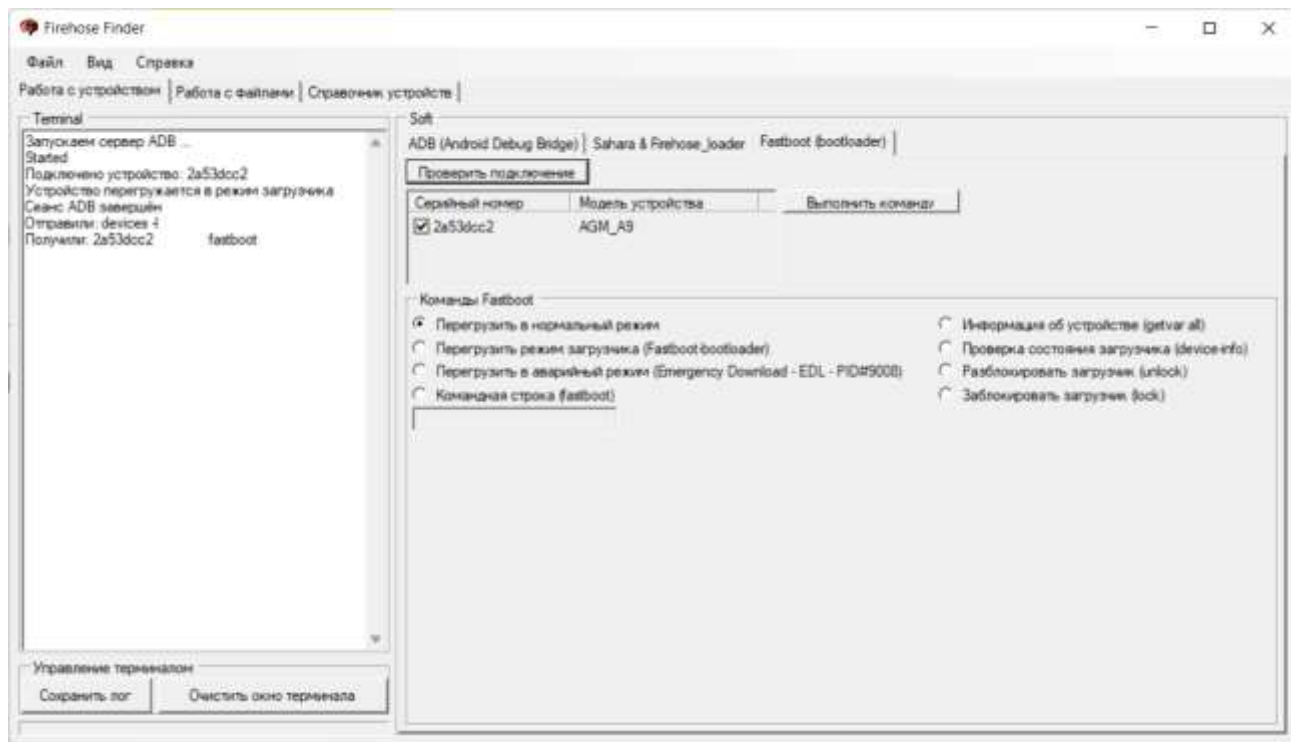 Firehose Finder
Файл Вид Справка
Работа с устройством Работа с файлами Справочник устройств
Terminal
Запускаем сервер ADB ...
Started
Подключено устройство: 2a53dcc2
Устройство перегружается в режим загрузчика
Сеанс ADB завершён
Отправили: devices -l
Получили: 2a53dcc2 fastboot
Управление терминалом
Сохранить лог Очистить окно терминала
Soft
ADB (Android Debug Bridge) Sahara & Firehose_loader Fastboot (bootloader)
Проверить подключение
Серийный номер Модель устройства Выполнить команду
2a53dcc2 AGM_A9
Команды Fastboot
Перегрузить в нормальный режим
Перегрузить режим загрузчика (Fastboot-bootloader)
Перегрузить в аварийный режим (Emergency Download - EDL - PID#9008)
Командная строка (fastboot)
Информация об устройстве (getvar all)
Проверка состояния загрузчика (device-info)
Разблокировать загрузчик (unlock)
Заблокировать загрузчик (lock)